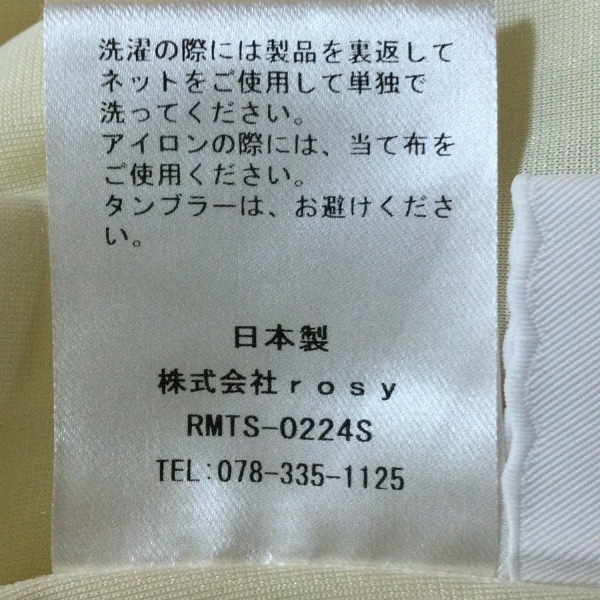 洗濯の際には製品を裏返して
ネットをご使用して単独で
洗ってください。
アイロンの際には、当て布を
ご使用ください。
タンブラーは、お避けくださ
い。
日本製
株式会社ｒｏｓｙ
RMTS-0224S
TEL:078-335-1125